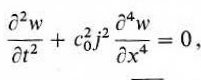 ∂²w/∂t² + c₀²j² ∂⁴w/∂x⁴ = 0 ,